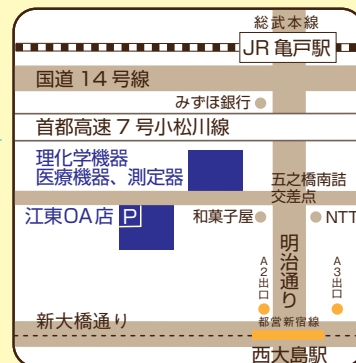 総武本線
JR 亀戸駅
国道 14 号線
みずほ銀行
首都高速 7 号小松川線
理化学機器
医療機器、測定器
五之橋南詰
交差点
江東OA店 P
和菓子屋
NTT
明治通り
A2出口
A3出口
新大橋通り
都営新宿線
西大島駅